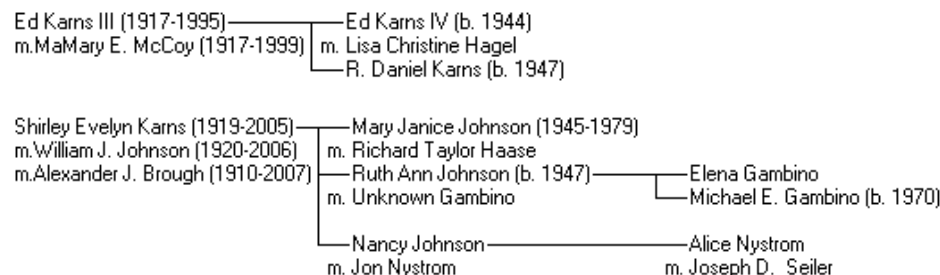 Ed Karns III (1917-1995) Ed Karns IV (b. 1944)
m.MaMary E. McCoy (1917-1999) m. Lisa Christine Hagel
R. Daniel Karns (b. 1947)
Shirley Evelyn Karns (1919-2005) Mary Janice Johnson (1945-1979)
m.William J. Johnson (1920-2006) m. Richard Taylor Haase
m.Alexander J. Brough (1910-2007) Ruth Ann Johnson (b. 1947) Elena Gambino
m. Unknown Gambino Michael E. Gambino (b. 1970)
Nancy Johnson Alice Nystrom
m. Jon Nystrom m. Joseph D. Seiler